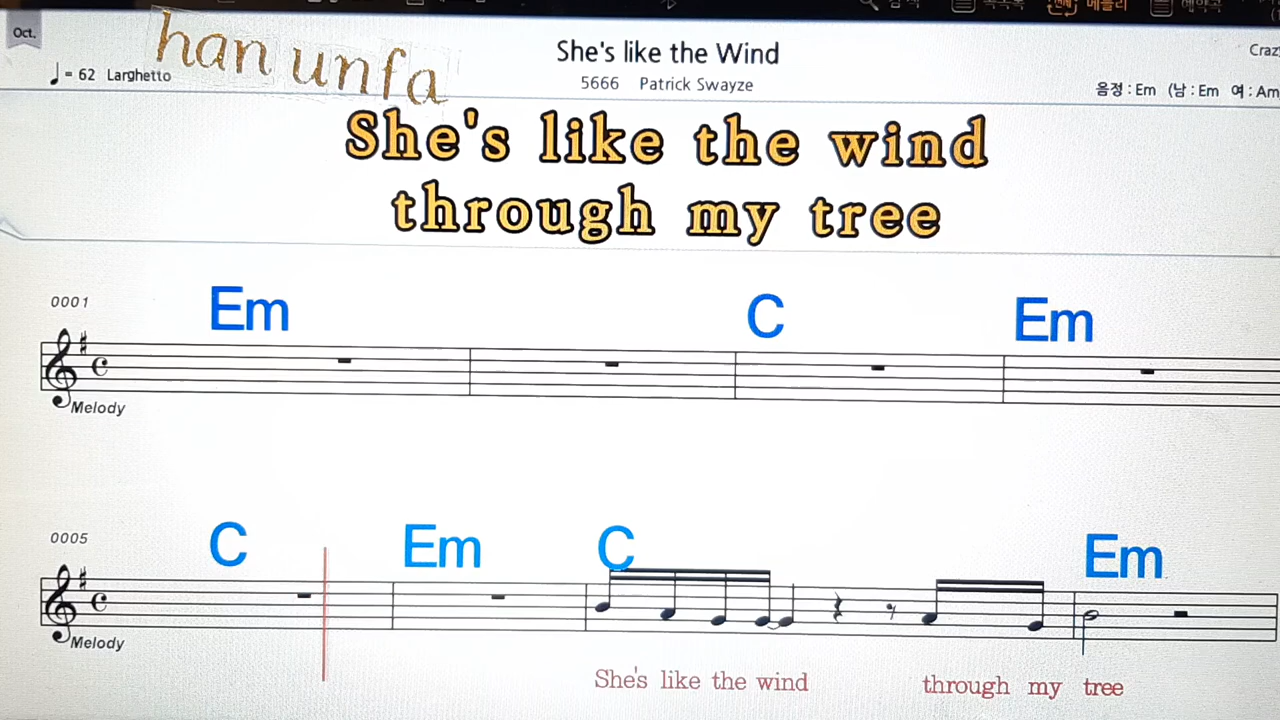 Oct.
han unfa
She's like the Wind
♩= 62 Larghetto
5666 Patrick Swayze
음정 : Em (남 : Em 여 : Am
She's like the wind
through my tree
0001
Em C Em
Melody
0005
C Em C Em
Melody
She's like the wind through my tree